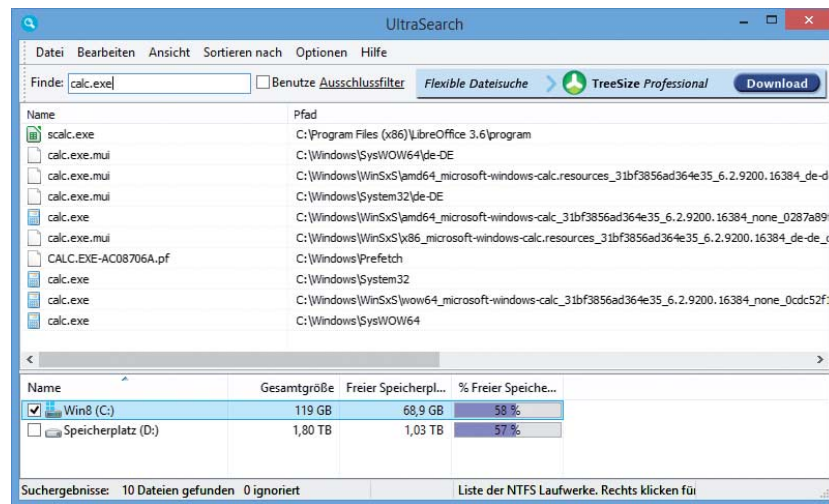 UltraSearch
Datei Bearbeiten Ansicht Sortieren nach Optionen Hilfe
Finde: calc.exe Benutze Ausschlussfilter Flexible Dateisuche TreeSize Professional Download
Name Pfad
scalc.exe C:\Program Files (x86)\LibreOffice 3.6\program
calc.exe.mui C:\Windows\SysWOW64\de-DE
calc.exe.mui C:\Windows\WinSxS\amd64_microsoft-windows-calc.resources_31bf3856ad364e35_6.2.9200.16384_de-d
calc.exe.mui C:\Windows\System32\de-DE
calc.exe C:\Windows\WinSxS\amd64_microsoft-windows-calc_31bf3856ad364e35_6.2.9200.16384_none_0287a89
calc.exe.mui C:\Windows\WinSxS\x86_microsoft-windows-calc.resources_31bf3856ad364e35_6.2.9200.16384_de-de_
CALC.EXE-AC08706A.pf C:\Windows\Prefetch
calc.exe C:\Windows\System32
calc.exe C:\Windows\WinSxS\wow64_microsoft-windows-calc_31bf3856ad364e35_6.2.9200.16384_none_0cdc52f
calc.exe C:\Windows\SysWOW64
Name Gesamtgröße Freier Speicherpl... % Freier Speiche...
Win8 (C:) 119 GB 68,9 GB 58 %
Speicherplatz (D:) 1,80 TB 1,03 TB 57 %
Suchergebnisse: 10 Dateien gefunden 0 ignoriert Liste der NTFS Laufwerke. Rechts klicken für